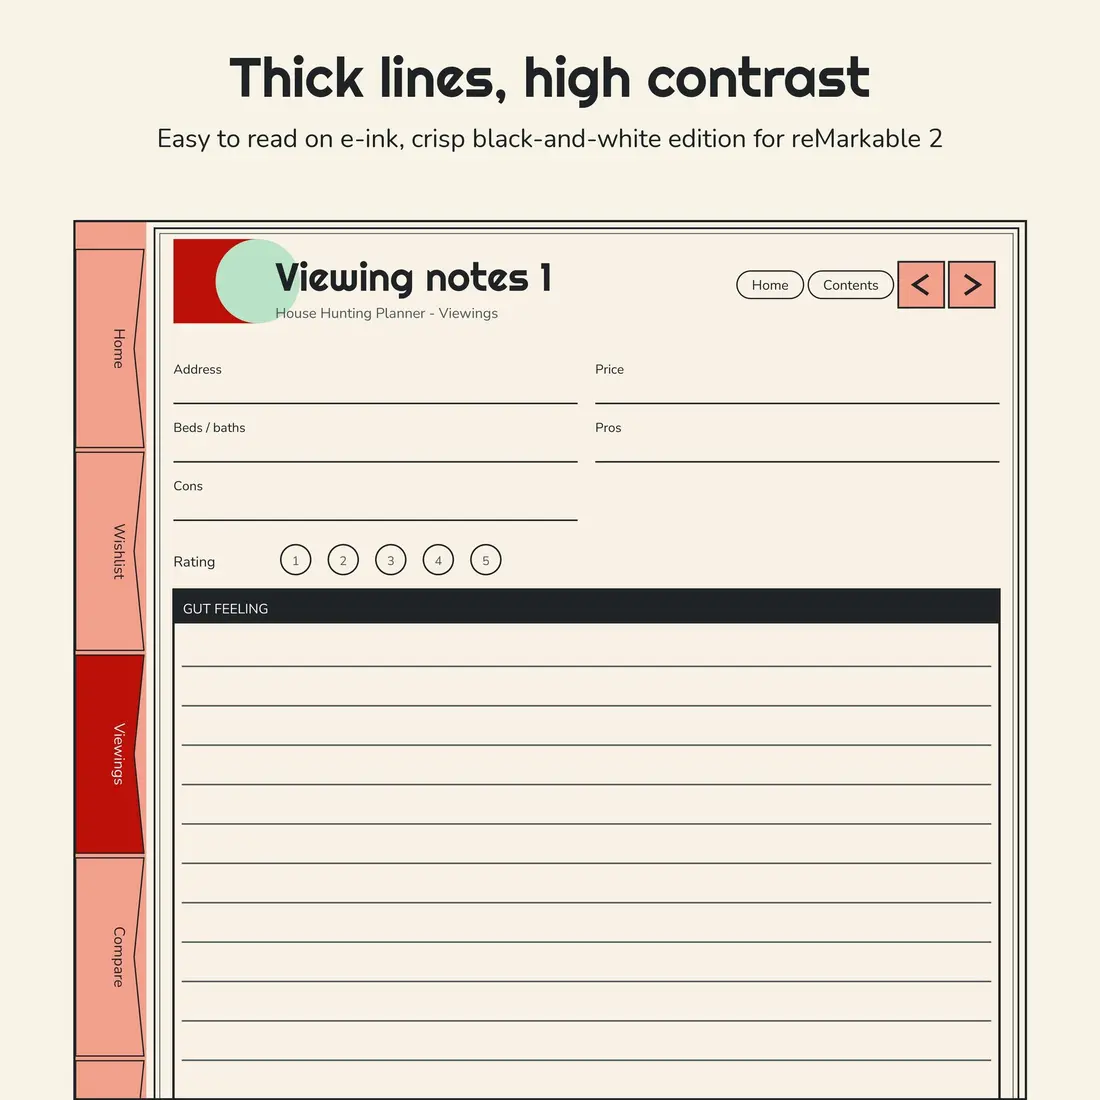 Thick lines, high contrast
Easy to read on e-ink, crisp black-and-white edition for reMarkable 2
Viewing notes 1
House Hunting Planner - Viewings
Home
Contents
<
>
Home
Wishlist
Viewings
Compare
Address
Price
Beds / baths
Pros
Cons
Rating
1 2 3 4 5
GUT FEELING